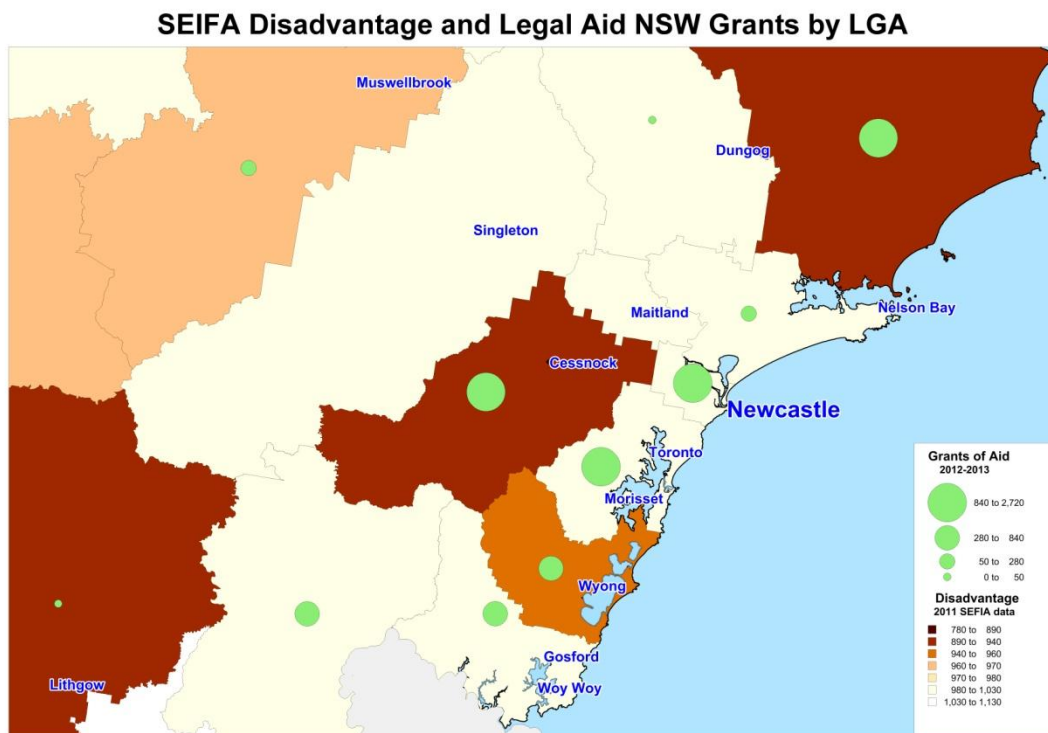 SEIFA Disadvantage and Legal Aid NSW Grants by LGA
Muswellbrook
Dungog
Singleton
Nelson Bay
Maitland
Cessnock
Newcastle
Toronto
Morisset
Wyong
Gosford
Lithgow
Woy Woy
Grants of Aid
2012-2013
840 to 2,720
280 to 840
50 to 280
0 to 50
Disadvantage
2011 SEFIA data
780 to 890
890 to 940
940 to 960
960 to 970
970 to 980
980 to 1,030
1,030 to 1,130